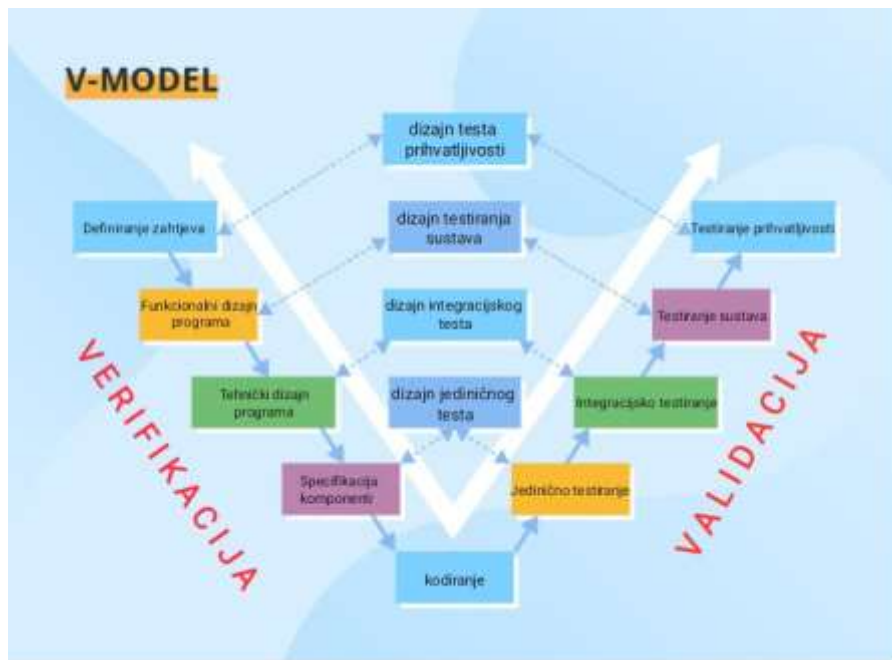 V-MODEL
dizajn testa
prihvatljivosti
Definiranje zahtjeva
dizajn testiranja
sustava
Testiranje prihvatljivosti
Funkcionalni dizajn
programa
dizajn integracijskog
testa
Testiranje sustava
Tehnički dizajn
programa
dizajn jediničnog
testa
Integracijsko testiranje
Specifikacija
komponenti
Jedinično testiranje
kodiranje
VERIFIKACIJA
VALIDACIJA